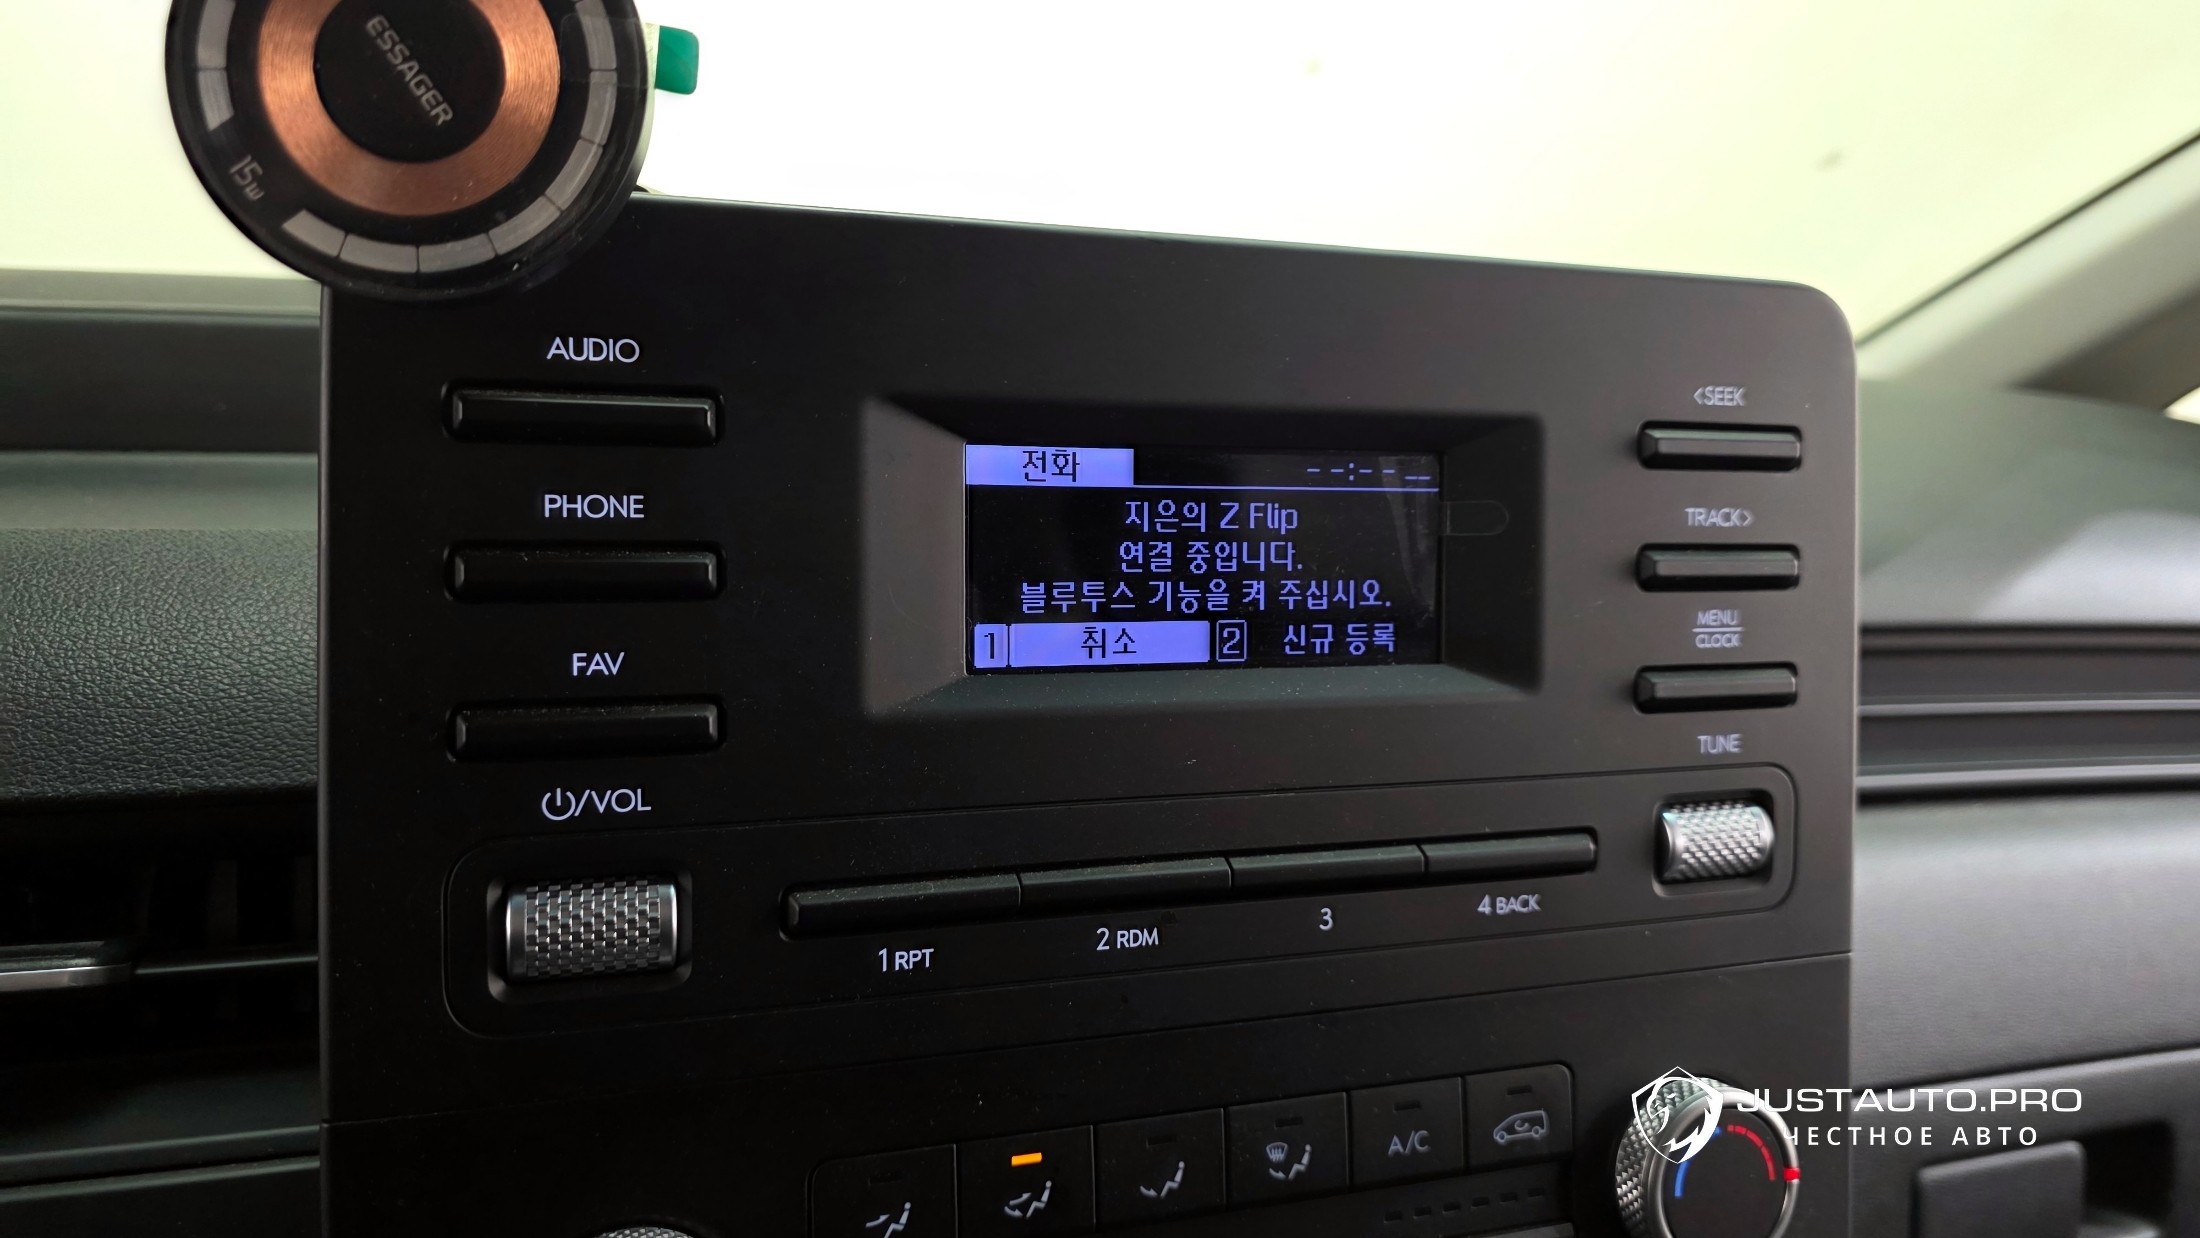 ESSAGER
15W
AUDIO
PHONE
FAV
/VOL
전화
--:-- __
지은의 Z Flip
연결 중입니다.
블루투스 기능을 켜 주십시오.
1 취소 2 신규 등록
<SEEK
TRACK>
MENU
CLOCK
TUNE
1 RPT
2 RDM
3
4 BACK
A/C
JUSTAUTO.PRO
ЧЕСТНОЕ АВТО